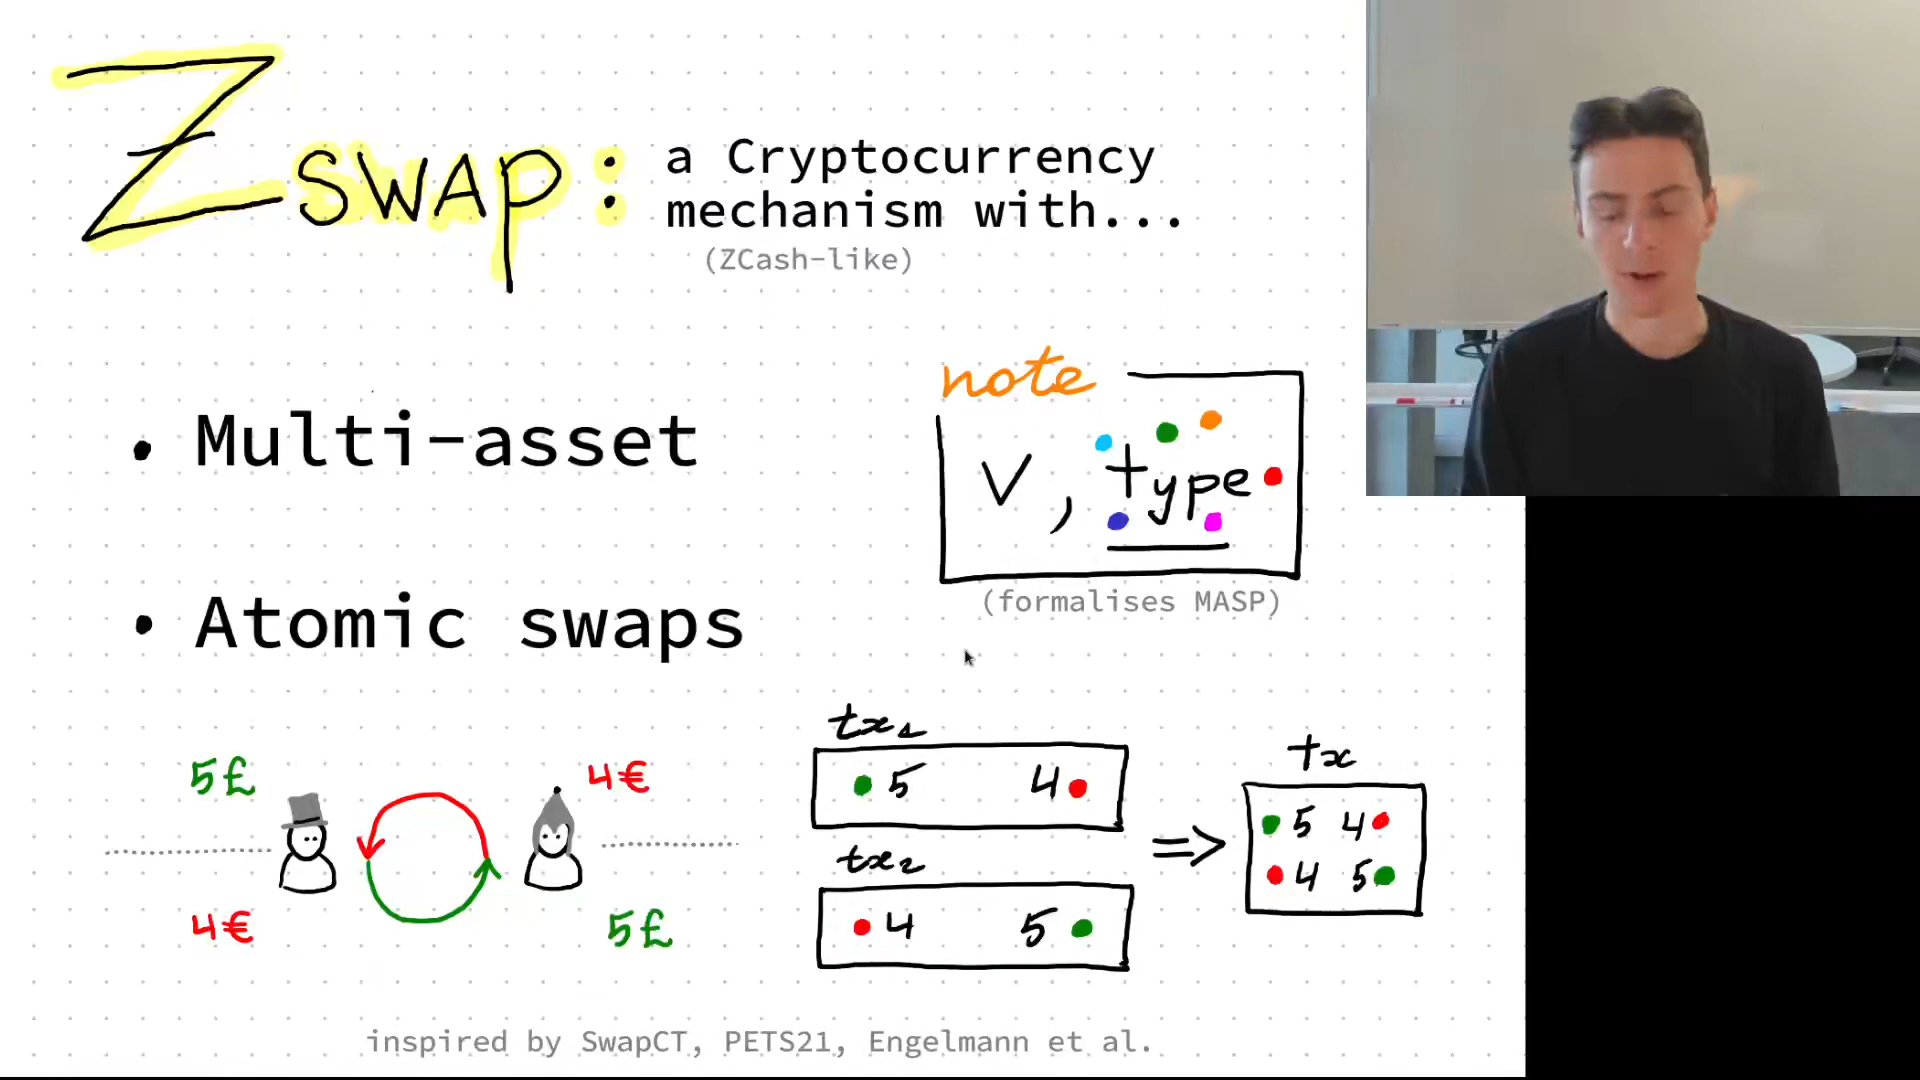 Zswap:
a Cryptocurrency
mechanism with...
(ZCash-like)
note
• Multi-asset
V, type
(formalises MASP)
• Atomic swaps
5£
4€
4€
5£
tx₁
5 4
tx₂
4 5
=>
tx
5 4
4 5
inspired by SwapCT, PETS21, Engelmann et al.